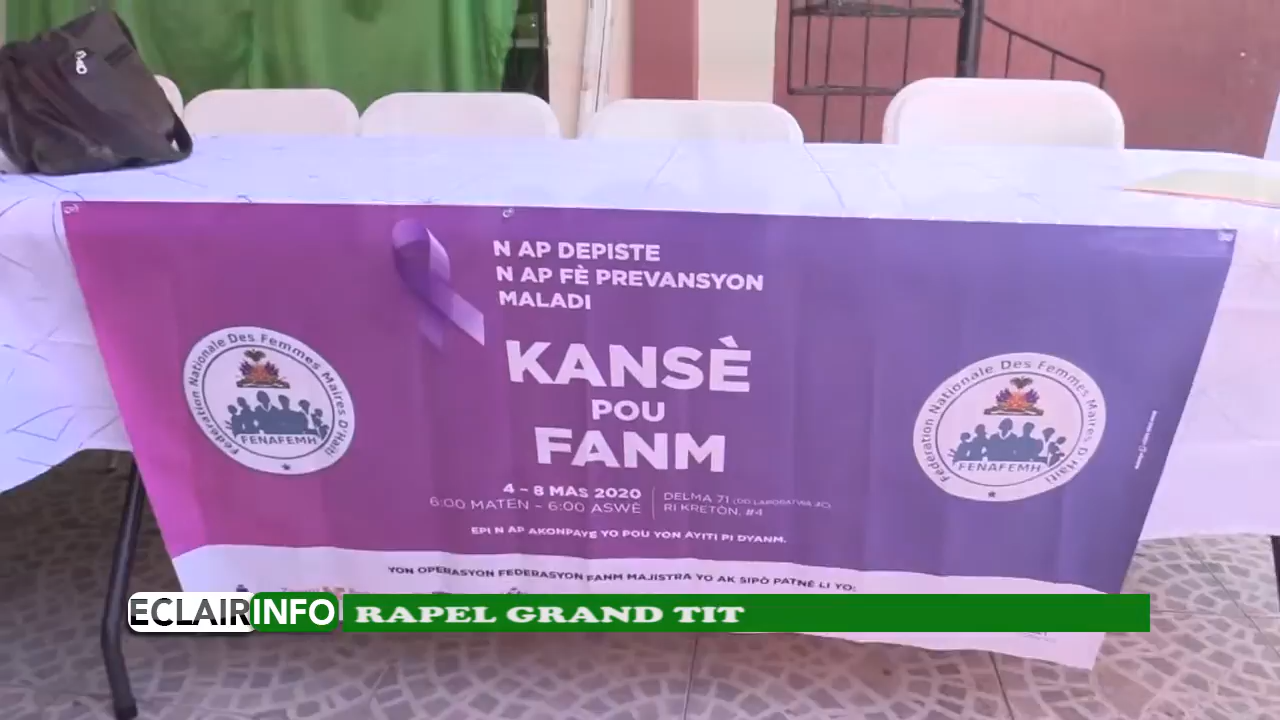 N AP DEPISTE
N AP FÈ PREVANSYON
MALADI
KANSÈ
POU
FANM
4 – 8 MAS 2020
6:00 MATEN – 6:00 ASWÈ
DELMA 71
RI KRETÒN, #4
EPI N AP AKONPAYE YO POU YON AYITI PI DYANM.
YON OPERASYON FEDERASYON FANM MAJISTRA YO AK SIPÒ PATNÈ LI YO:
Fédération Nationale Des Femmes Maires D'Haïti
FENAFEMH
Fédération Nationale Des Femmes Maires D'Haïti
FENAFEMH
ECLAIRINFO
RAPEL GRAND TIT